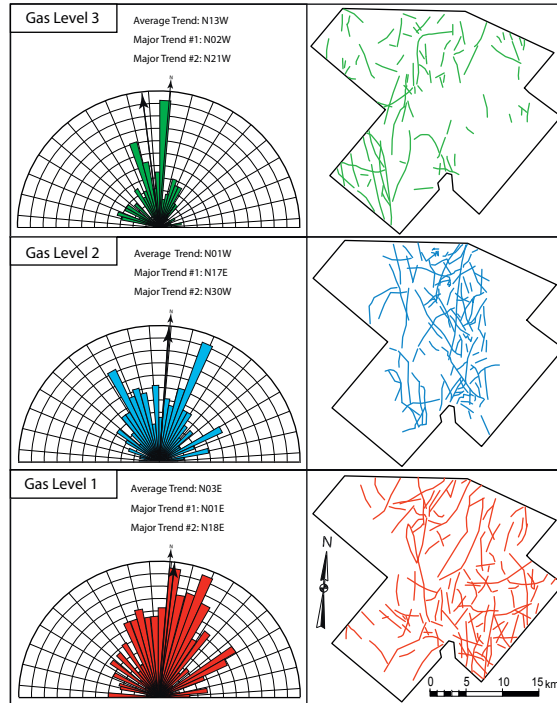 Gas Level 3
Average Trend: N13W
Major Trend #1: N02W
Major Trend #2: N21W
N
Gas Level 2
Average Trend: N01W
Major Trend #1: N17E
Major Trend #2: N30W
N
Gas Level 1
Average Trend: N03E
Major Trend #1: N01E
Major Trend #2: N18E
N
N
0 5 10 15 km